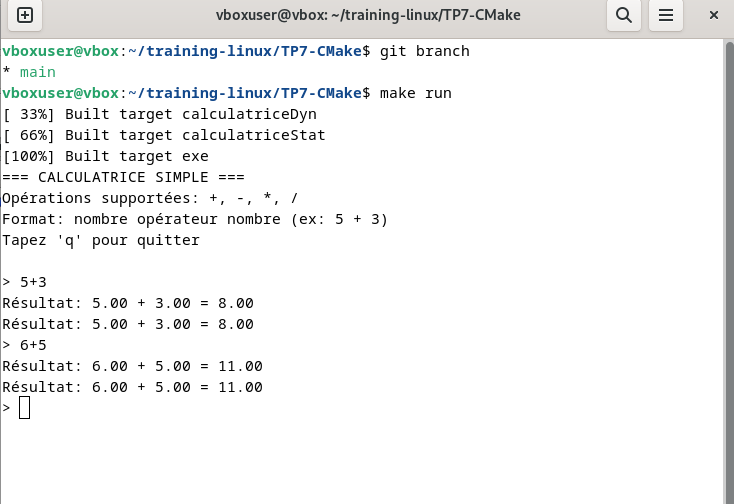 vboxuser@vbox: ~/training-linux/TP7-CMake
vboxuser@vbox:~/training-linux/TP7-CMake$ git branch
* main
vboxuser@vbox:~/training-linux/TP7-CMake$ make run
[ 33%] Built target calculatriceDyn
[ 66%] Built target calculatriceStat
[100%] Built target exe
=== CALCULATRICE SIMPLE ===
Opérations supportées: +, -, *, /
Format: nombre opérateur nombre (ex: 5 + 3)
Tapez 'q' pour quitter
> 5+3
Résultat: 5.00 + 3.00 = 8.00
Résultat: 5.00 + 3.00 = 8.00
> 6+5
Résultat: 6.00 + 5.00 = 11.00
Résultat: 6.00 + 5.00 = 11.00
>